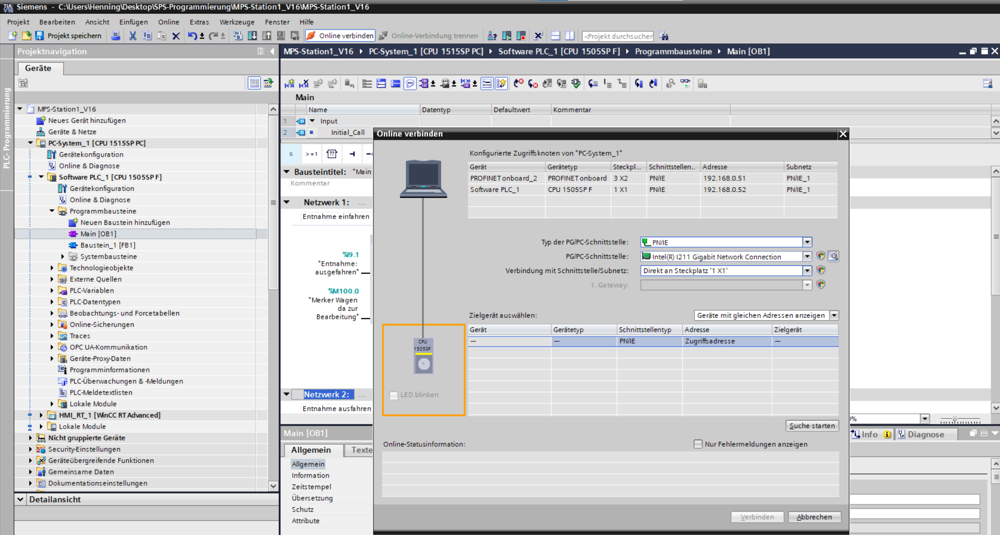 Siemens - C:\Users\Henning\Desktop\SPS-Programmierung\MPS-Station1_V16\MPS-Station1_V16
Projekt Bearbeiten Ansicht Einfügen Online Extras Werkzeuge Fenster Hilfe
Projekt speichern Online verbinden Online-Verbindung trennen <Projekt durchsuchen
Projektnavigation
MPS-Station1_V16 PC-System_1 [CPU 1515SP PC] Software PLC_1 [CPU 1505SP F] Programmbausteine Main [OB1]
Geräte
PLC- Programmierung
MPS-Station1_V16
Neues Gerät hinzufügen
Geräte & Netze
PC-System_1 [CPU 1515SP PC]
Gerätekonfiguration
Online & Diagnose
Software PLC_1 [CPU 1505SP F]
Gerätekonfiguration
Online & Diagnose
Programmbausteine
Neuen Baustein hinzufügen
Main [OB1]
Baustein_1 [FB1]
Systembausteine
Technologieobjekte
Externe Quellen
PLC-Variablen
PLC-Datentypen
Beobachtungs- und Forcetabellen
Online-Sicherungen
Traces
OPC UA-Kommunikation
Geräte-Proxy-Daten
Programminformationen
PLC-Überwachungen & -Meldungen
PLC-Meldetextlisten
Lokale Module
HMI_RT_1 [WinCC RT Advanced]
Lokale Module
Nicht gruppierte Geräte
Security-Einstellungen
Geräteübergreifende Funktionen
Gemeinsame Daten
Dokumentationseinstellungen
Detailansicht
Main
Name Datentyp Defaultwert Kommentar
1 Input
2 Initial_Call
& >=1 ??
Bausteintitel: "Main
Kommentar
Netzwerk 1: .....
Entnahme einfahren
%I9.1
"Entnahme:
ausgefahren"
%M100.0
"Merker Wagen
da zur
Bearbeitung"
Netzwerk 2: .....
Entnahme ausfahren
Main [OB1]
Allgemein Texte
Allgemein
Information
Zeitstempel
Übersetzung
Schutz
Attribute
Online verbinden
Konfigurierte Zugriffsknoten von "PC-System_1"
Gerät Gerätetyp Steckpl... Schnittstellen.. Adresse Subnetz
PROFINET onboard_2 PROFINET onboard 3 X2 PN/IE 192.168.0.51 PN/IE_1
Software PLC_1 CPU 1505SP F 1 X1 PN/IE 192.168.0.52 PN/IE_1
Typ der PG/PC-Schnittstelle: PN/IE
PG/PC-Schnittstelle: Intel(R) I211 Gigabit Network Connection
Verbindung mit Schnittstelle/Subnetz: Direkt an Steckplatz '1 X1'
1. Gateway:
Zielgerät auswählen: Geräte mit gleichen Adressen anzeigen
Gerät Gerätetyp Schnittstellentyp Adresse Zielgerät
— — PN/IE Zugriffsadresse —
CPU
1505SP
LED blinken
Suche starten
Online-Statusinformation: Nur Fehlermeldungen anzeigen
Verbinden Abbrechen
%
Info Diagnose